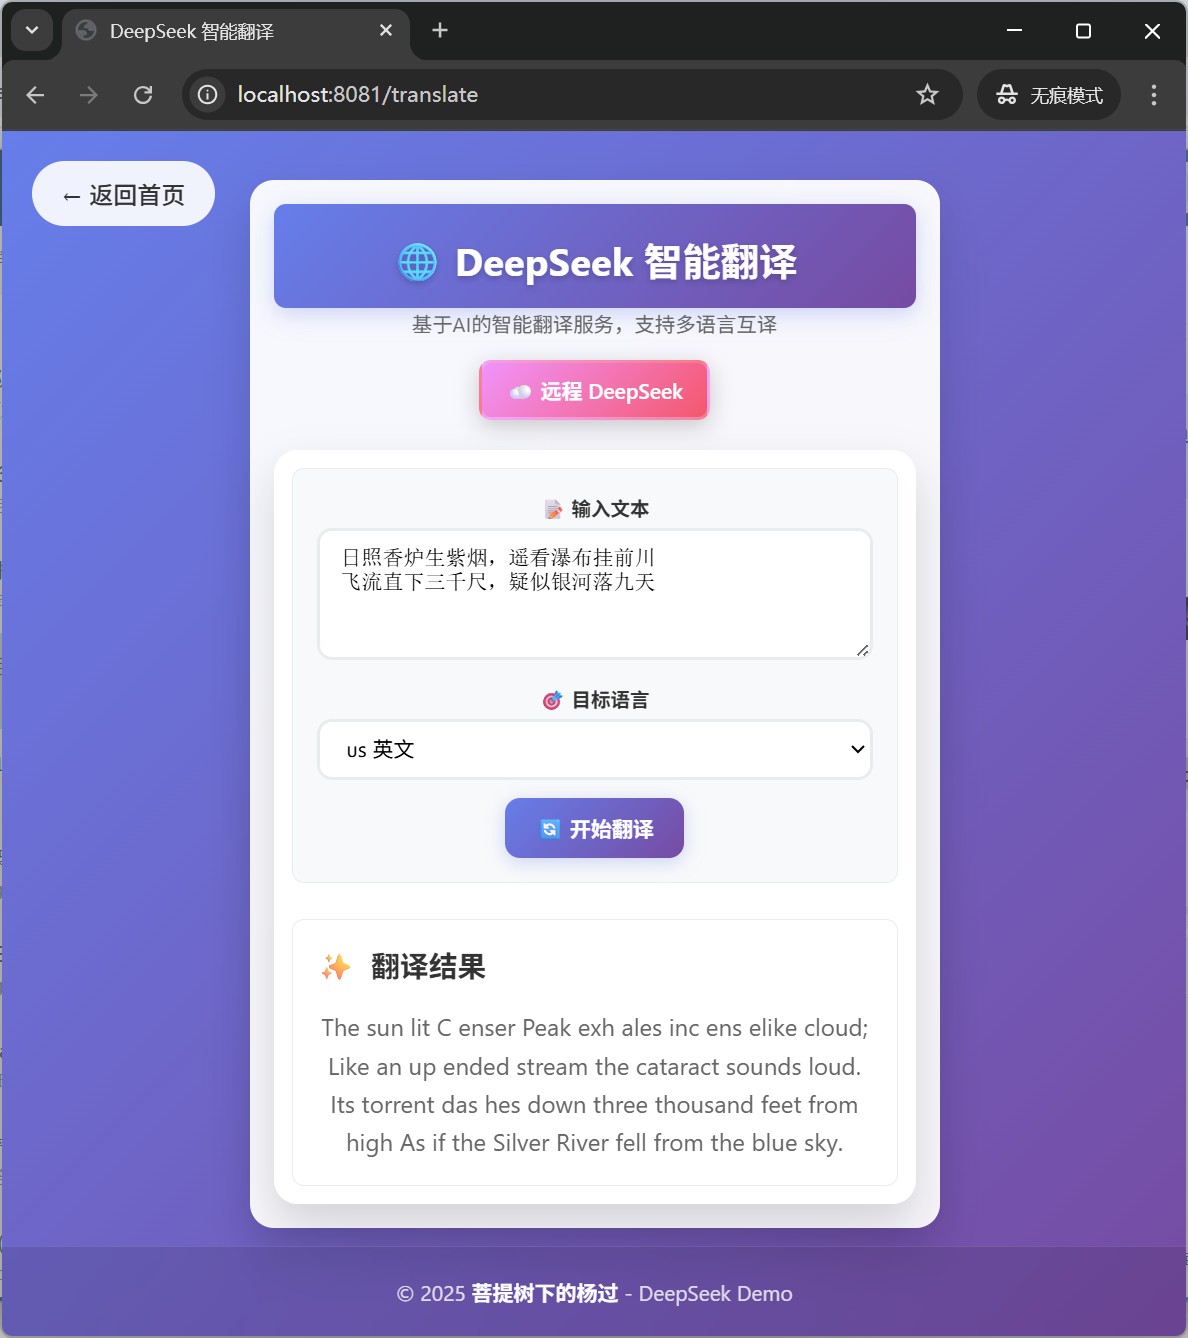 DeepSeek 智能翻译
localhost:8081/translate
无痕模式
← 返回首页
DeepSeek 智能翻译
基于AI的智能翻译服务，支持多语言互译
远程 DeepSeek
输入文本
日照香炉生紫烟，遥看瀑布挂前川
飞流直下三千尺，疑似银河落九天
目标语言
us 英文
开始翻译
翻译结果
The sun lit C enser Peak exh ales inc ens elike cloud;
Like an up ended stream the cataract sounds loud.
Its torrent das hes down three thousand feet from
high As if the Silver River fell from the blue sky.
© 2025 菩提树下的杨过 - DeepSeek Demo